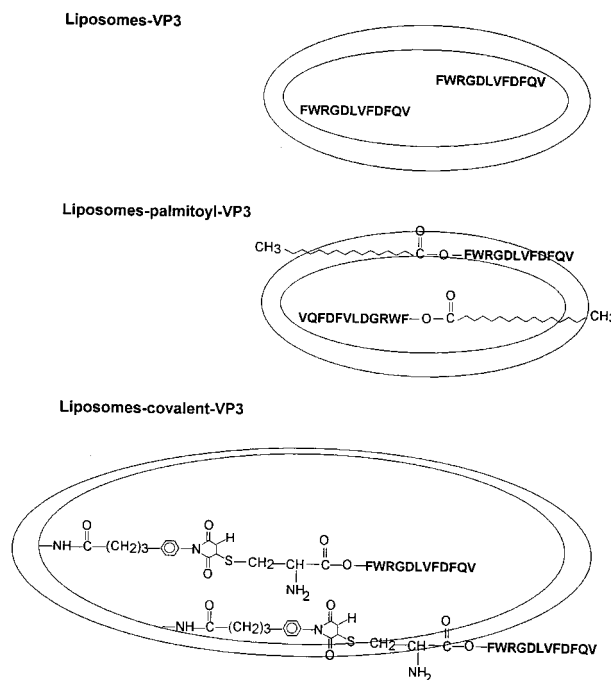 Liposomes-VP3
FWRGDLVFDFQV
FWRGDLVFDFQV
Liposomes-palmitoyl-VP3
O
CH3 C O FWRGDLVFDFQV
O
VQFDFVLDGRWF O C CH3
Liposomes-covalent-VP3
O O H O
NH C (CH2)3 N S CH2 CH C O FWRGDLVFDFQV
O NH2
O O H O
NH C (CH2)3 N S CH2 CH C O FWRGDLVFDFQV
O NH2